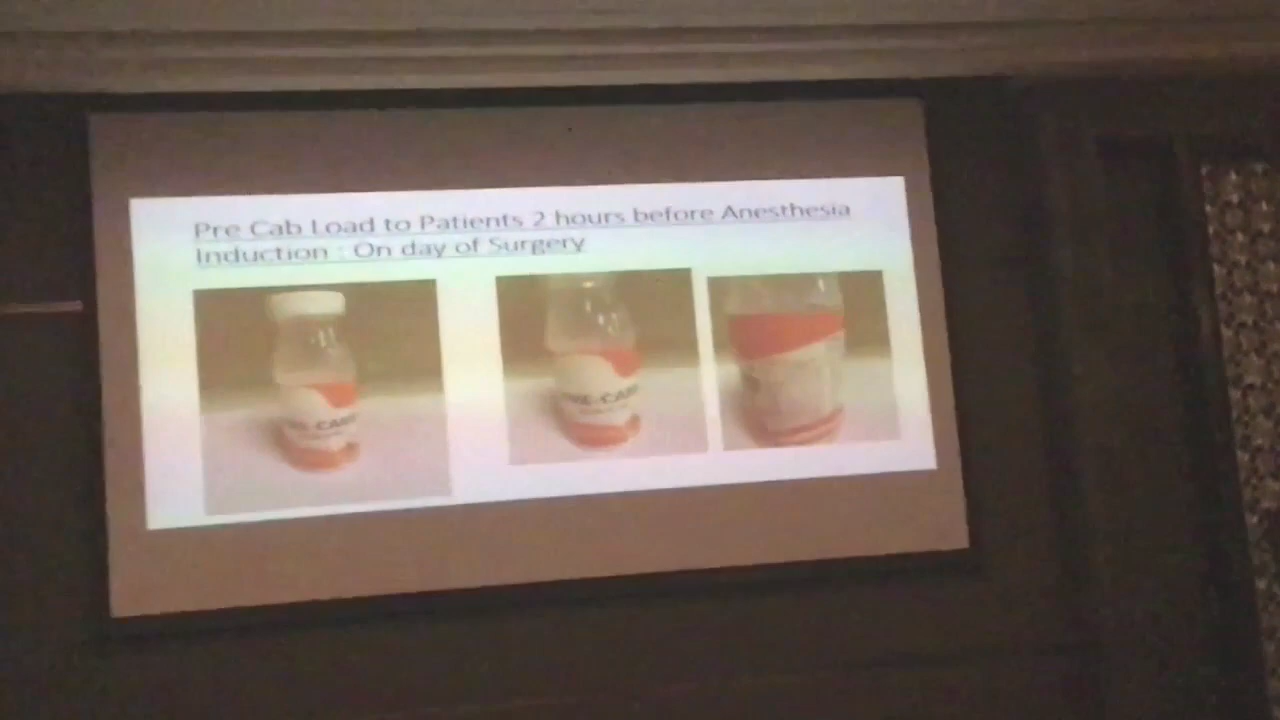 Pre Cab Load to Patients 2 hours before Anesthesia
Induction : On day of Surgery